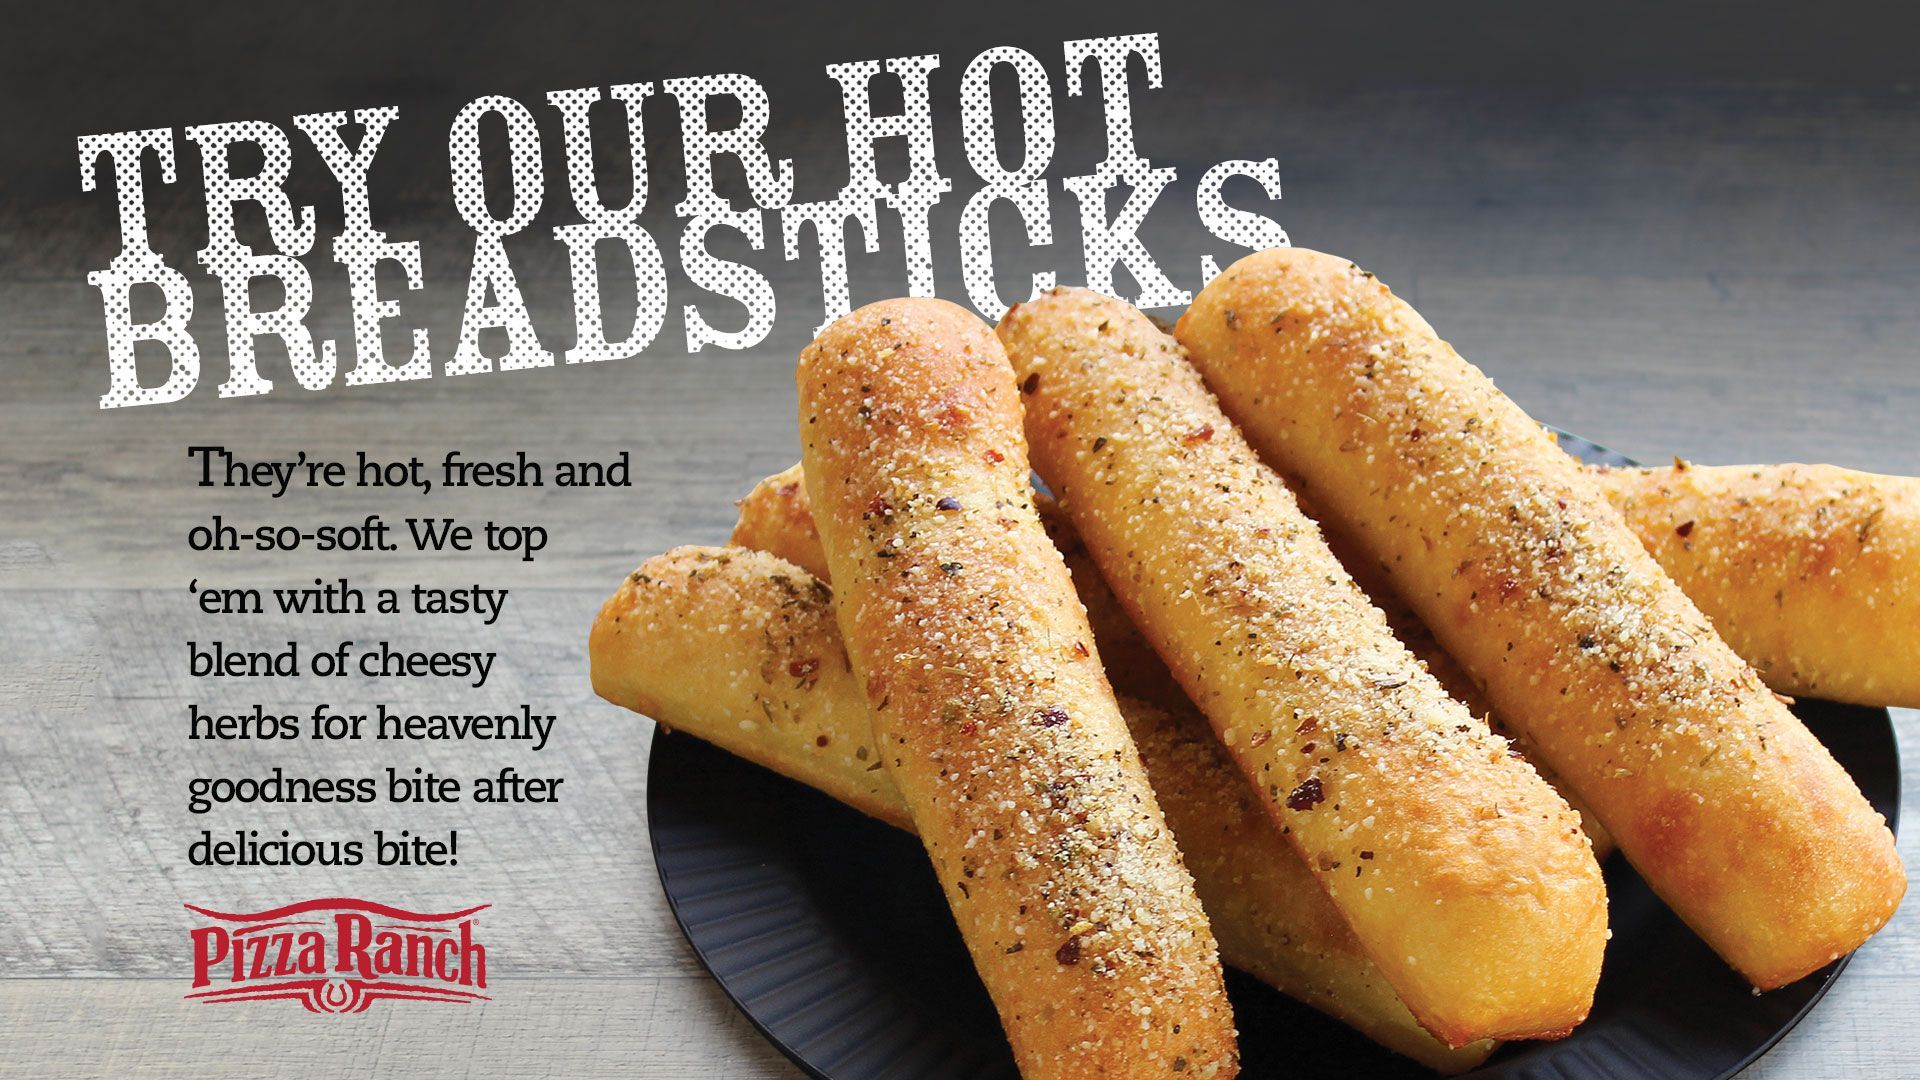 TRY OUR HOT
BREADSTICKS
They’re hot, fresh and
oh-so-soft. We top
‘em with a tasty
blend of cheesy
herbs for heavenly
goodness bite after
delicious bite!
Pizza Ranch®